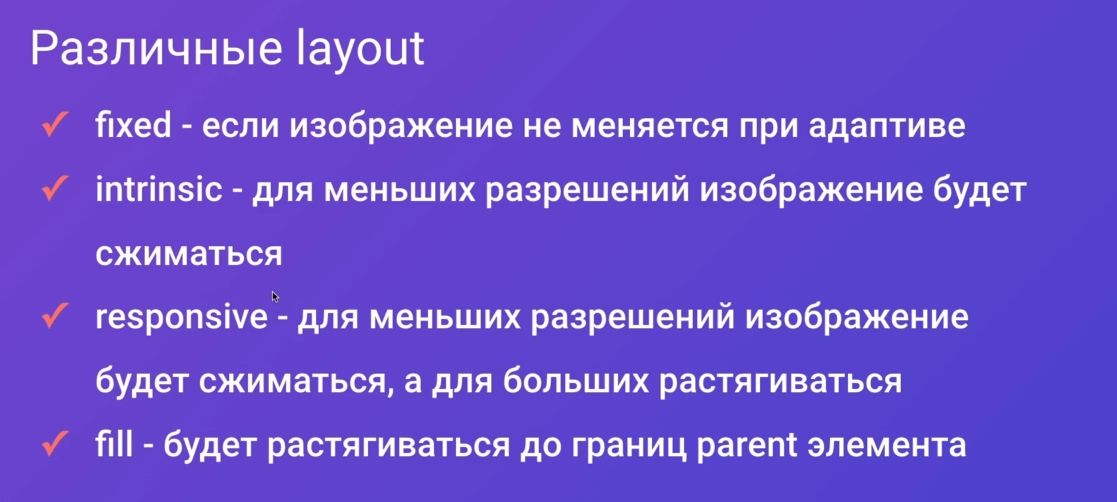 Различные layout
fixed - если изображение не меняется при адаптиве
intrinsic - для меньших разрешений изображение будет
сжиматься
responsive - для меньших разрешений изображение
будет сжиматься, а для больших растягиваться
fill - будет растягиваться до границ parent элемента